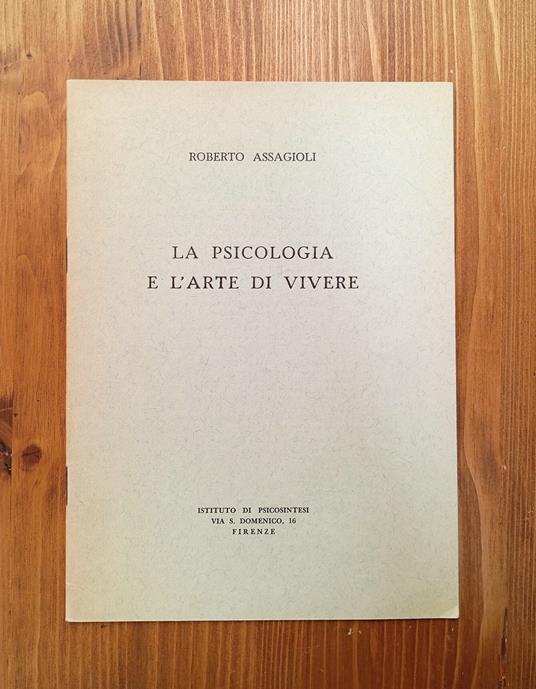 ROBERTO ASSAGIOLI
LA PSICOLOGIA
E L'ARTE DI VIVERE
ISTITUTO DI PSICOSINTESI
VIA S. DOMENICO, 16
FIRENZE